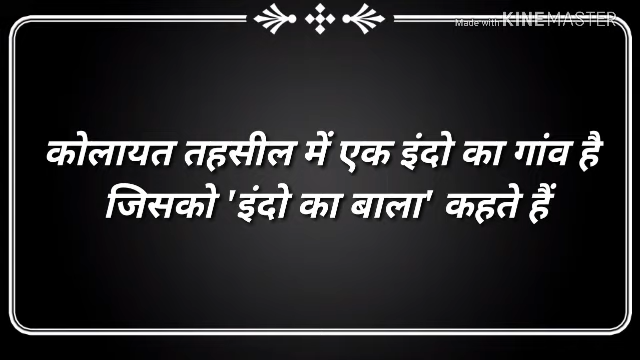 Made with KINEMASTER
कोलायत तहसील में एक इंदो का गांव है
जिसको 'इंदो का बाला' कहते हैं